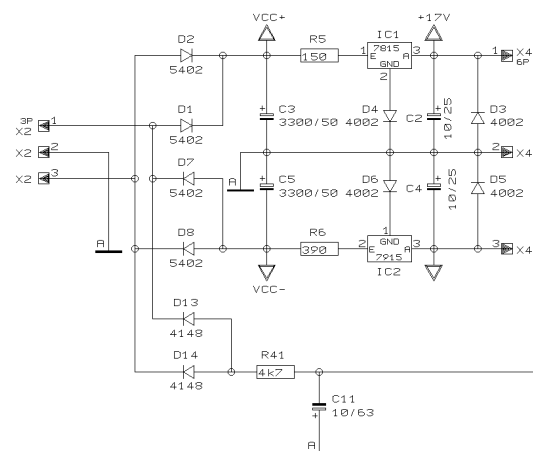 VCC+
+17V
D2
R5
IC1
5402
150
1
7815
3
E
A
GND
2
1
X4
6P
3P
X2
1
D1
5402
+
C3
3300/50
D4
4002
+
C2
10/25
D3
4002
X2
2
2
X4
X2
3
D7
5402
A
+
C5
3300/50
D6
4002
+
C4
10/25
D5
4002
A
D8
5402
R6
390
1
2
GND
3
E
A
7915
IC2
3
X4
VCC-
D13
4148
D14
4148
R41
4k7
C11
10/63
+
A